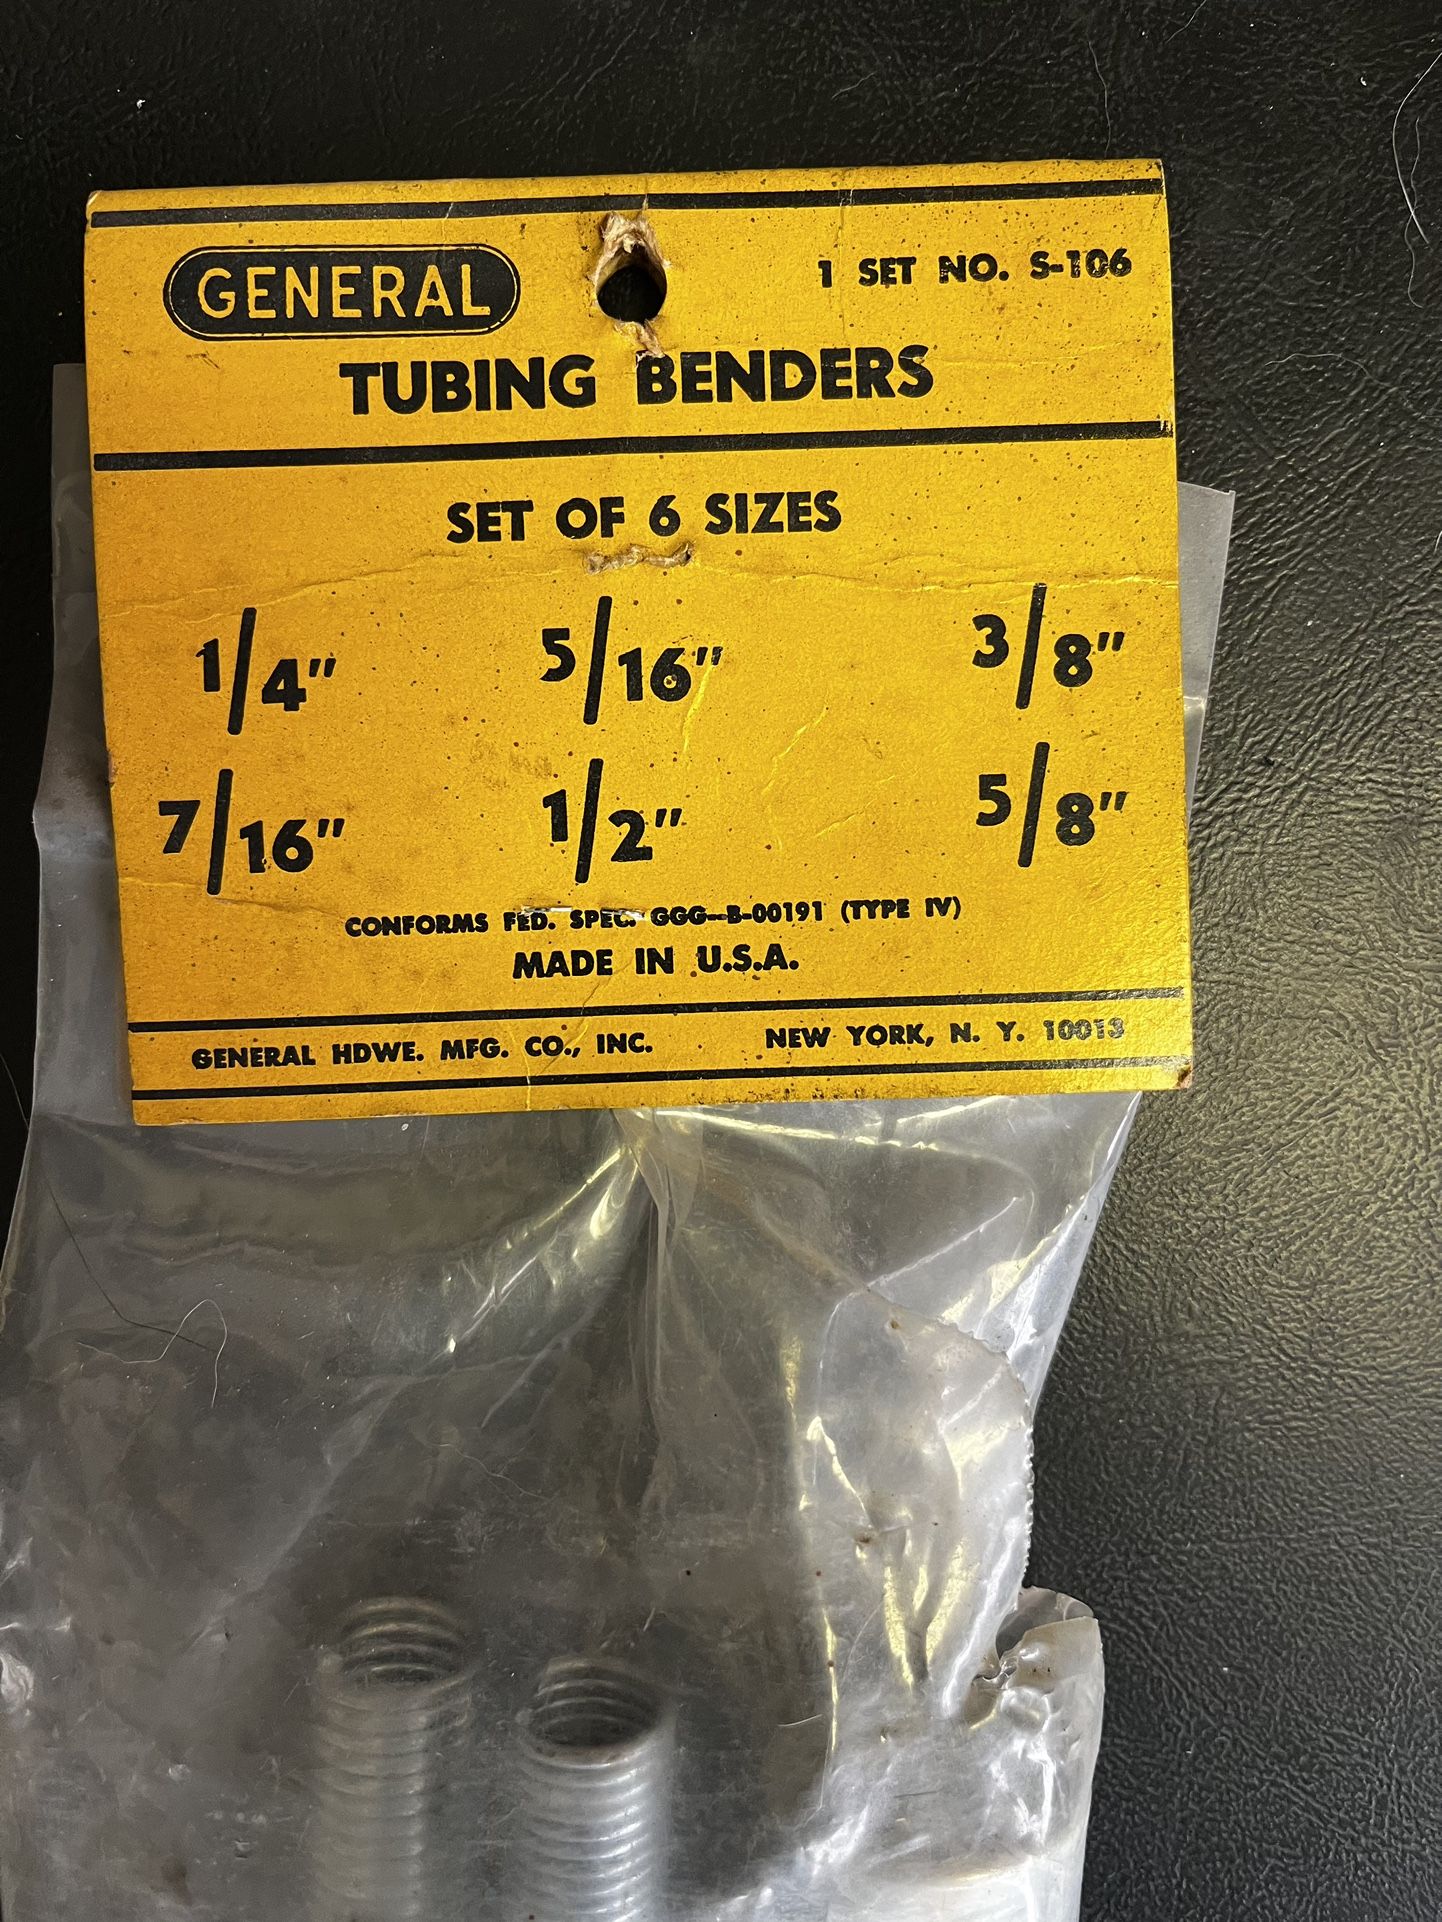 GENERAL
1 SET NO. S-106
TUBING BENDERS
SET OF 6 SIZES
1/4" 5/16" 3/8"
7/16" 1/2" 5/8"
CONFORMS FED. SPEC. GGG-B-00191 (TYPE IV)
MADE IN U.S.A.
GENERAL HDWE. MFG. CO., INC. NEW YORK, N. Y. 10013